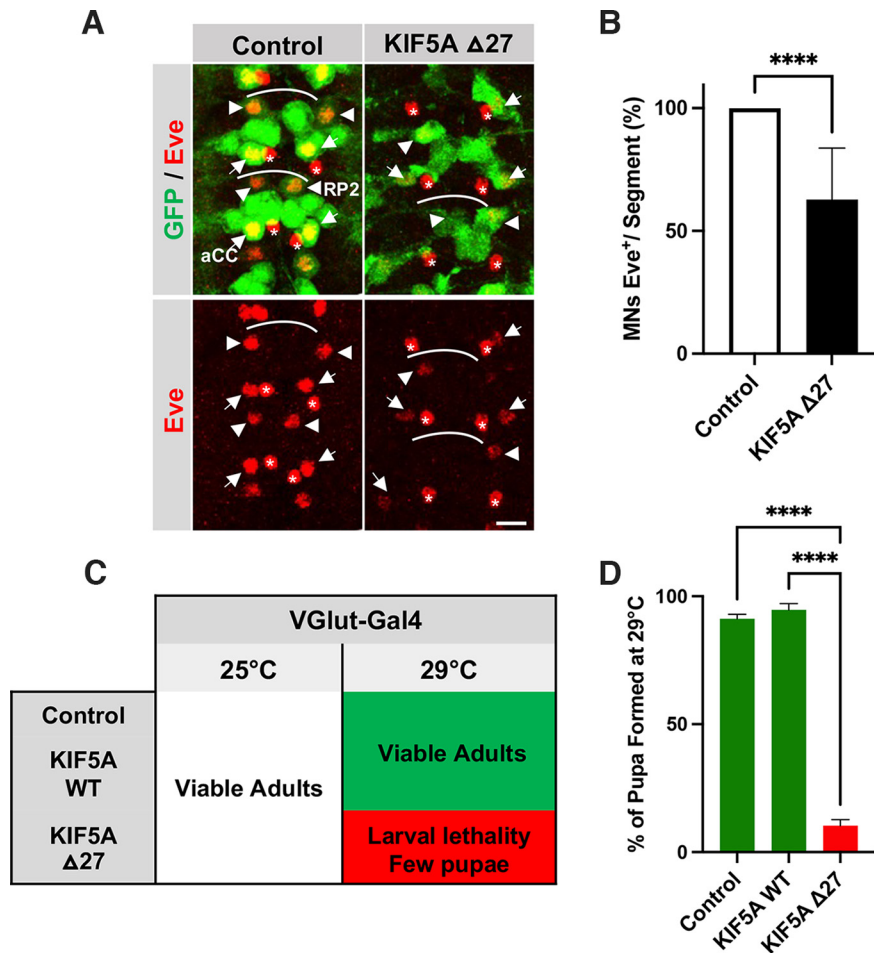 A
Control
KIF5A Δ27
GFP / Eve
RP2
aCC
* * * * * * * * * *
Eve
* * * * * * * * * *
B
****
MNs Eve⁺/ Segment (%)
100
50
0
Control
KIF5A Δ27
C
VGlut-Gal4
25°C
29°C
Control
KIF5A
WT
KIF5A
Δ27
Viable Adults
Viable Adults
Larval lethality
Few pupae
D
****
****
% of Pupa Formed at 29°C
100
50
0
Control
KIF5A WT
KIF5A Δ27